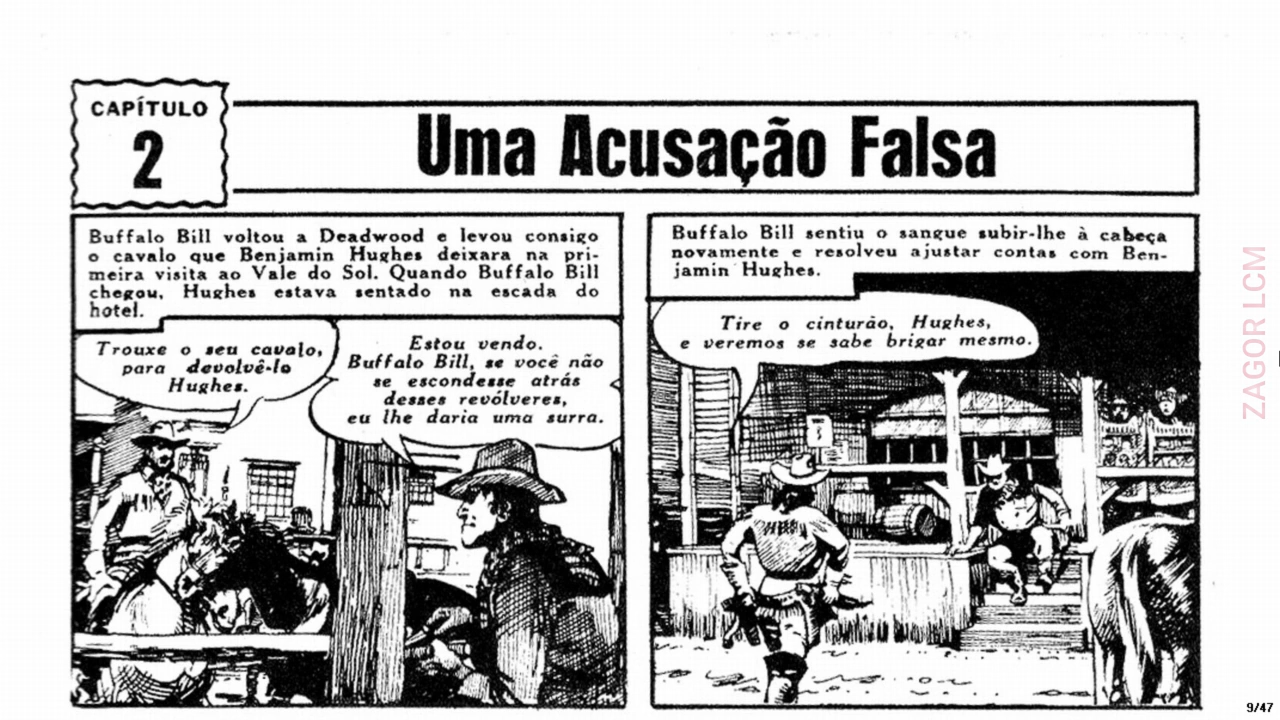 CAPÍTULO
2
Uma Acusação Falsa
Buffalo Bill voltou a Deadwood e levou consigo
o cavalo que Benjamin Hughes deixara na pri-
meira visita ao Vale do Sol. Quando Buffalo Bill
chegou, Hughes estava sentado na escada do
hotel.
Trouxe o seu cavalo,
para devolvê-lo
Hughes.
Estou vendo.
Buffalo Bill, se você não
se escondesse atrás
desses revólveres,
eu lhe daria uma surra.
Buffalo Bill sentiu o sangue subir-lhe à cabeça
novamente e resolveu ajustar contas com Ben-
jamin Hughes.
Tire o cinturão, Hughes,
e veremos se sabe brigar mesmo.
ZAGOR LCM
9/47